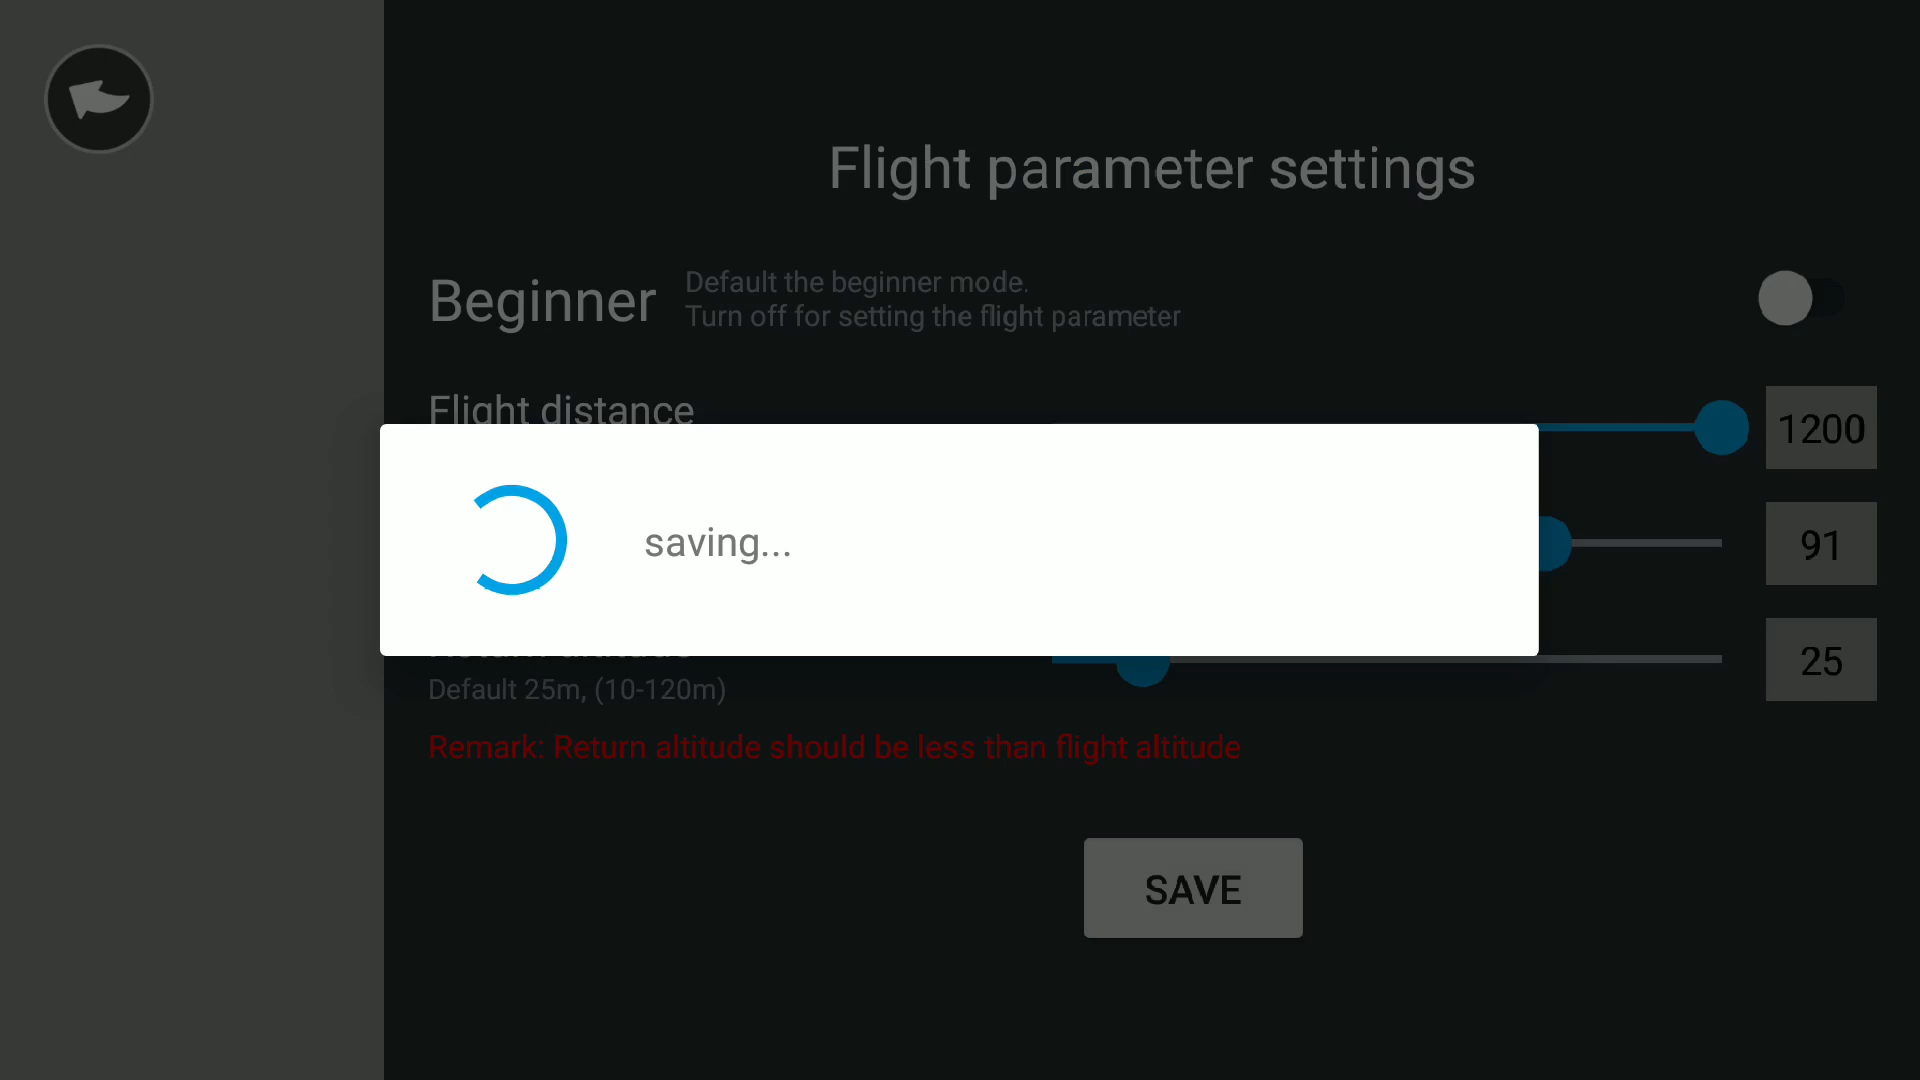 Flight parameter settings
Beginner
Default the beginner mode.
Turn off for setting the flight parameter
Flight distance
1200
saving...
91
25
Default 25m, (10-120m)
Remark: Return altitude should be less than flight altitude
SAVE